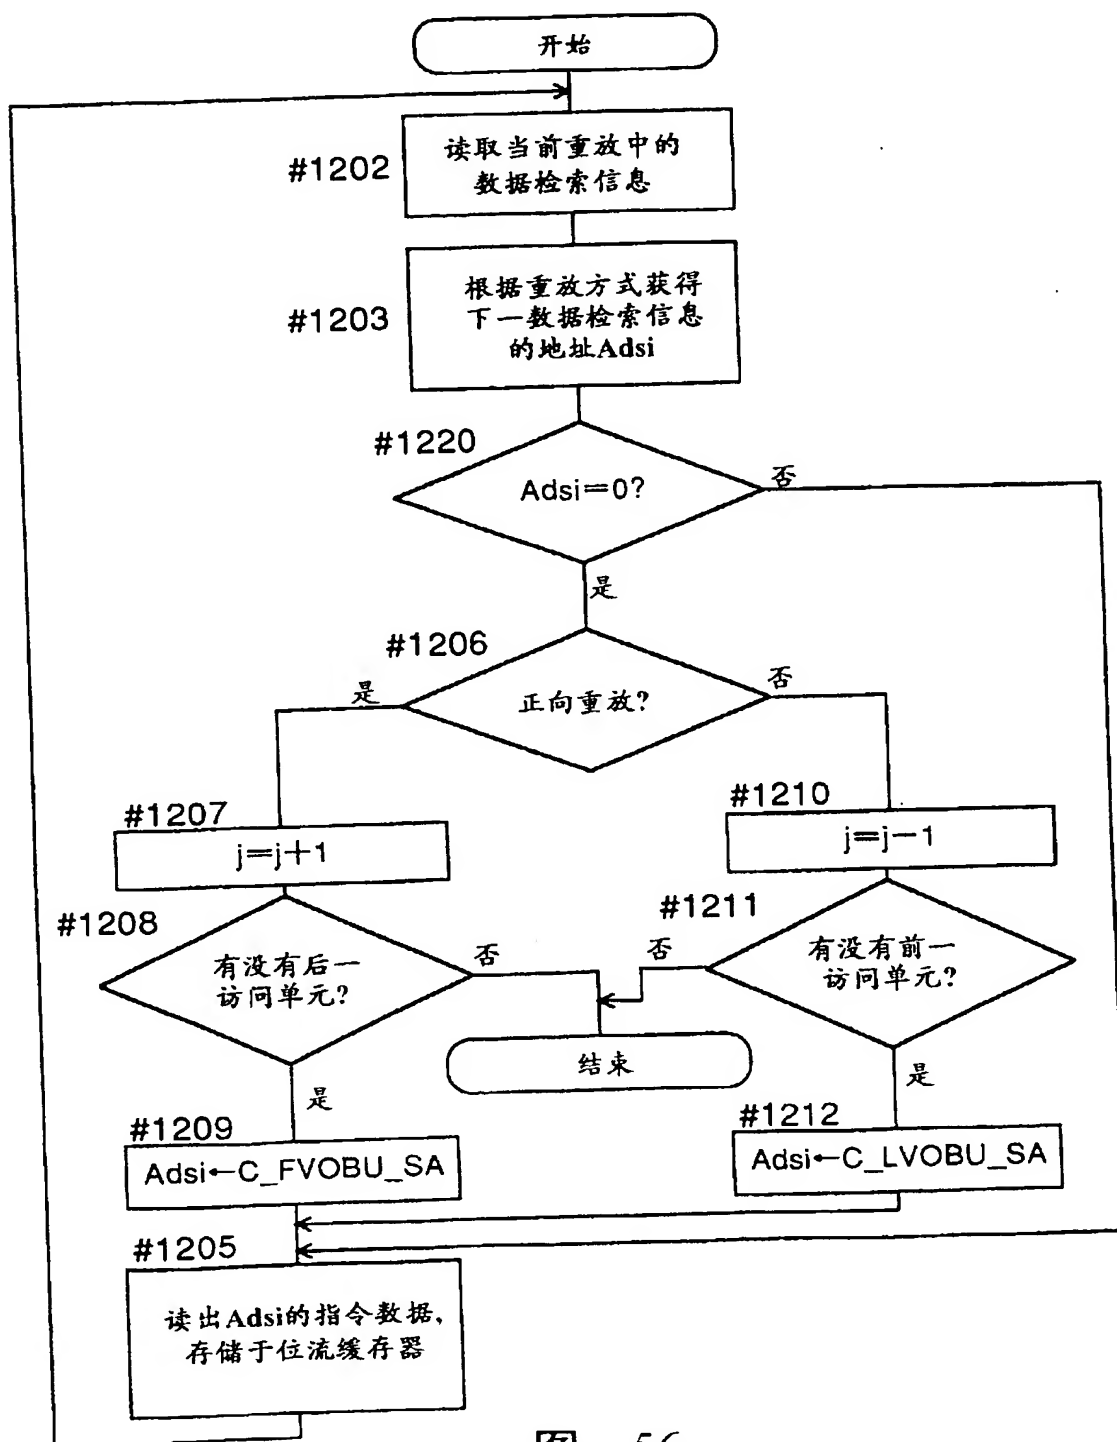 开始
#1202
读取当前重放中的
数据检索信息
#1203
根据重放方式获得
下一数据检索信息
的地址Adsi
#1220
Adsi=0?
否
是
#1206
正向重放?
是
否
#1207
j=j+1
#1210
j=j-1
#1208
有没有后一
访问单元?
否
#1211
有没有前一
访问单元?
否
结束
是
是
#1209
Adsi←C_FVOBU_SA
#1212
Adsi←C_LVOBU_SA
#1205
读出Adsi的指令数据,
存储于位流缓存器
图 56